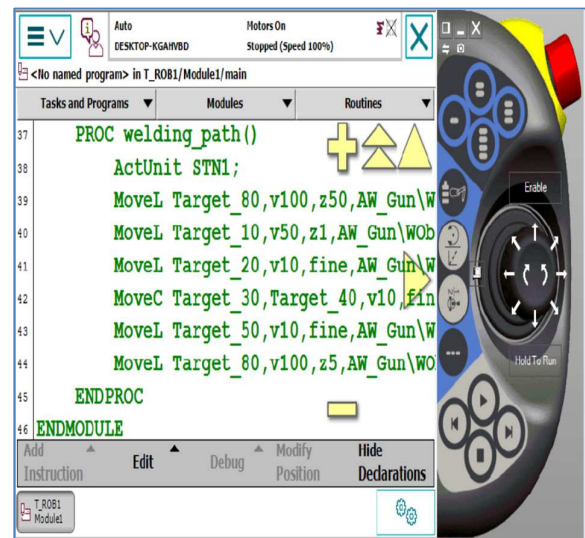 Auto
DESKTOP-KGAHVBD
Motors On
Stopped (Speed 100%)
<No named program> in T_ROB1/Module1/main
Tasks and Programs
Modules
Routines
37 PROC welding_path()
38 ActUnit STN1;
39 MoveL Target_80,v100,z50,AW_Gun\W
40 MoveL Target_10,v50,z1,AW_Gun\WOb
41 MoveL Target_20,v10,fine,AW_Gun\W
42 MoveC Target_30,Target_40,v10,fin
43 MoveL Target_50,v10,fine,AW_Gun\W
44 MoveL Target_80,v100,z5,AW_Gun\WO
45 ENDPROC
46 ENDMODULE
Add Instruction
Edit
Debug
Modify Position
Hide Declarations
T_ROB1
Module1
Enable
Hold To Run